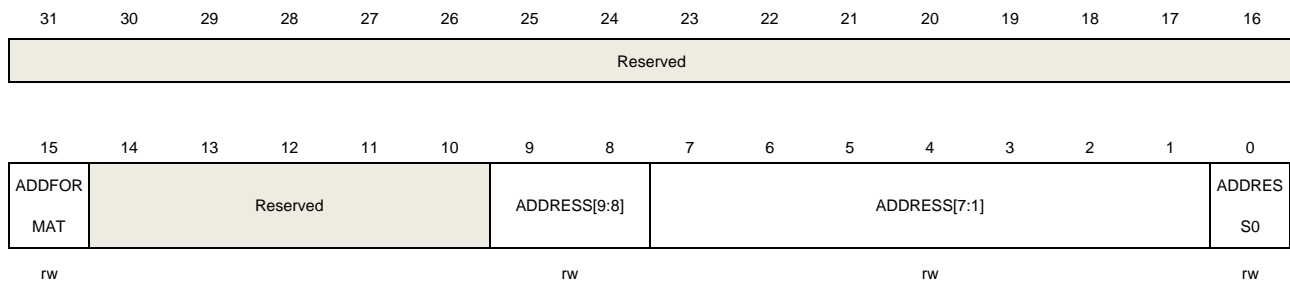 31 30 29 28 27 26 25 24 23 22 21 20 19 18 17 16
Reserved
15 14 13 12 11 10 9 8 7 6 5 4 3 2 1 0
ADDFOR
MAT
Reserved
ADDRESS[9:8]
ADDRESS[7:1]
ADDRES
S0
rw rw rw rw